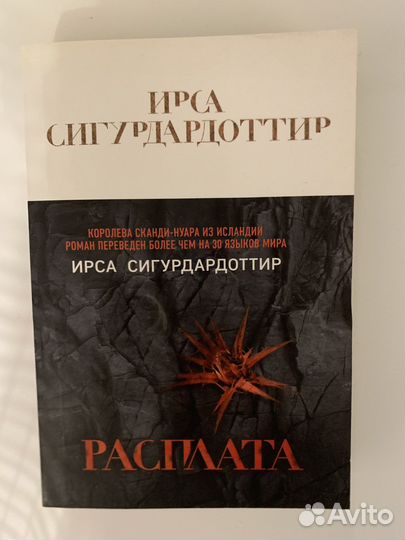 ИРСА
СИГУРДАРДОТТИР
КОРОЛЕВА СКАНДИ-НУАРА ИЗ ИСЛАНДИИ
РОМАН ПЕРЕВЕДЕН БОЛЕЕ ЧЕМ НА 30 ЯЗЫКОВ МИРА
ИРСА СИГУРДАРДОТТИР
РАСПЛАТА
Avito